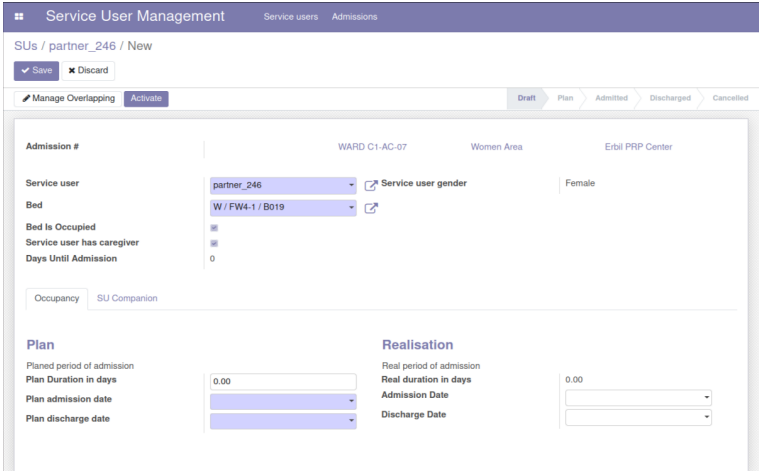 Service User Management Service users Admissions
SUs / partner_246 / New
Save Discard
Manage Overlapping Activate Draft Plan Admitted Discharged Cancelled
Admission # WARD C1-AC-07 Women Area Erbil PRP Center
Service user partner_246 Service user gender Female
Bed W / FW4-1 / B019
Bed Is Occupied
Service user has caregiver
Days Until Admission 0
Occupancy SU Companion
Plan Realisation
Planed period of admission Real period of admission
Plan Duration in days 0.00 Real duration in days 0.00
Plan admission date Admission Date
Plan discharge date Discharge Date